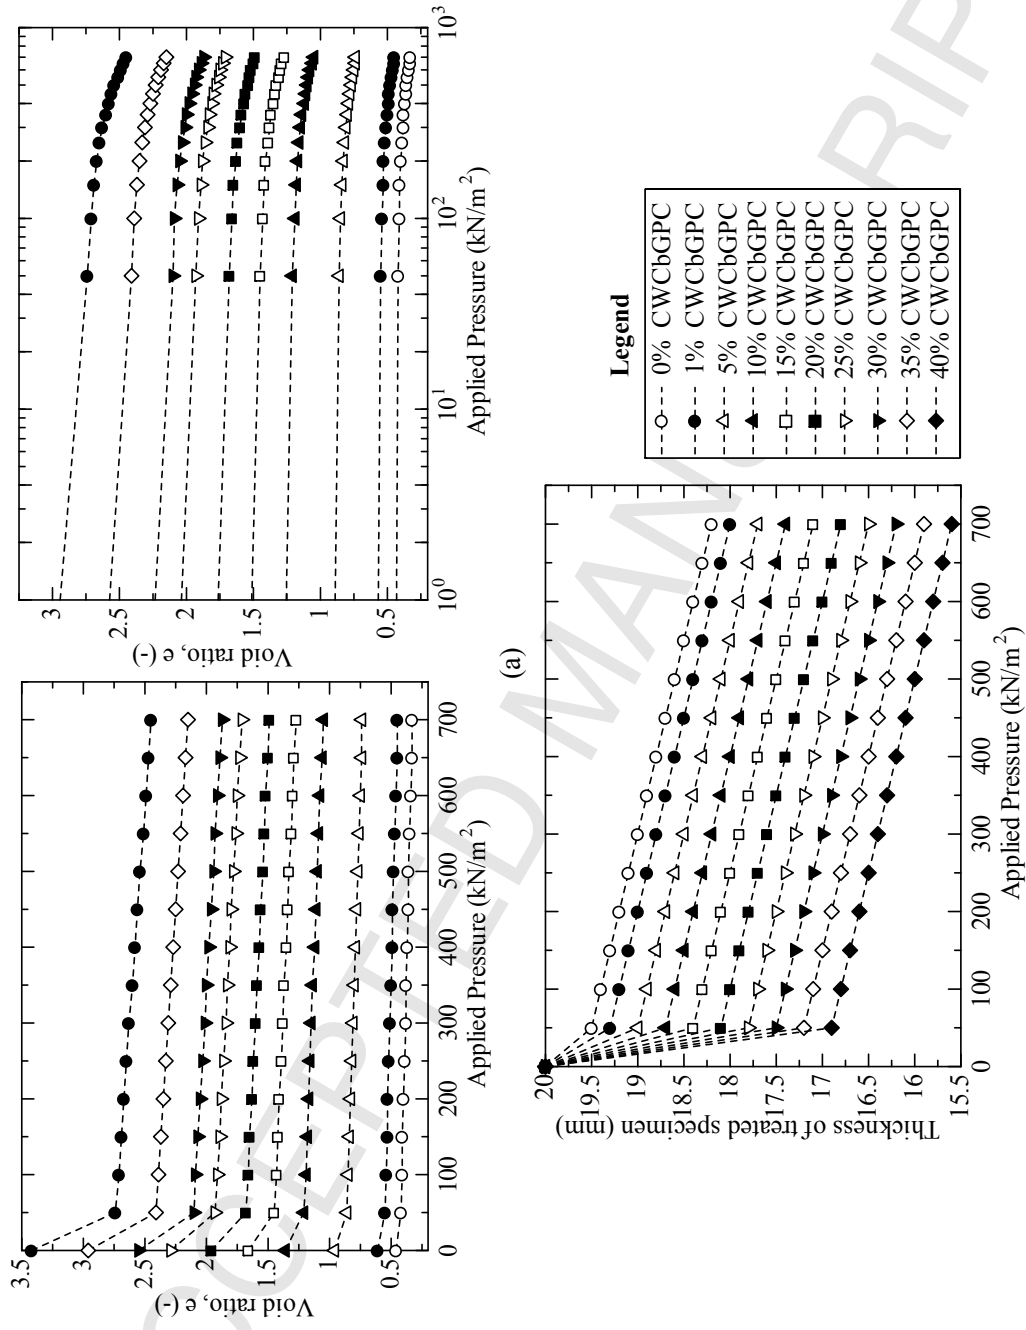 3.5
3
2.5
2
1.5
1
0.5
Void ratio, e (-)
0
100
200
300
400
500
600
700
Applied Pressure (kN/m²)
3
2.5
2
1.5
1
0.5
Void ratio, e (-)
10⁰
10¹
10²
10³
Applied Pressure (kN/m²)
(a)
20
19.5
19
18.5
18
17.5
17
16.5
16
15.5
Thickness of treated specimen (mm)
0
100
200
300
400
500
600
700
Applied Pressure (kN/m²)
Legend
0% CWCbGPC
1% CWCbGPC
5% CWCbGPC
10% CWCbGPC
15% CWCbGPC
20% CWCbGPC
25% CWCbGPC
30% CWCbGPC
35% CWCbGPC
40% CWCbGPC